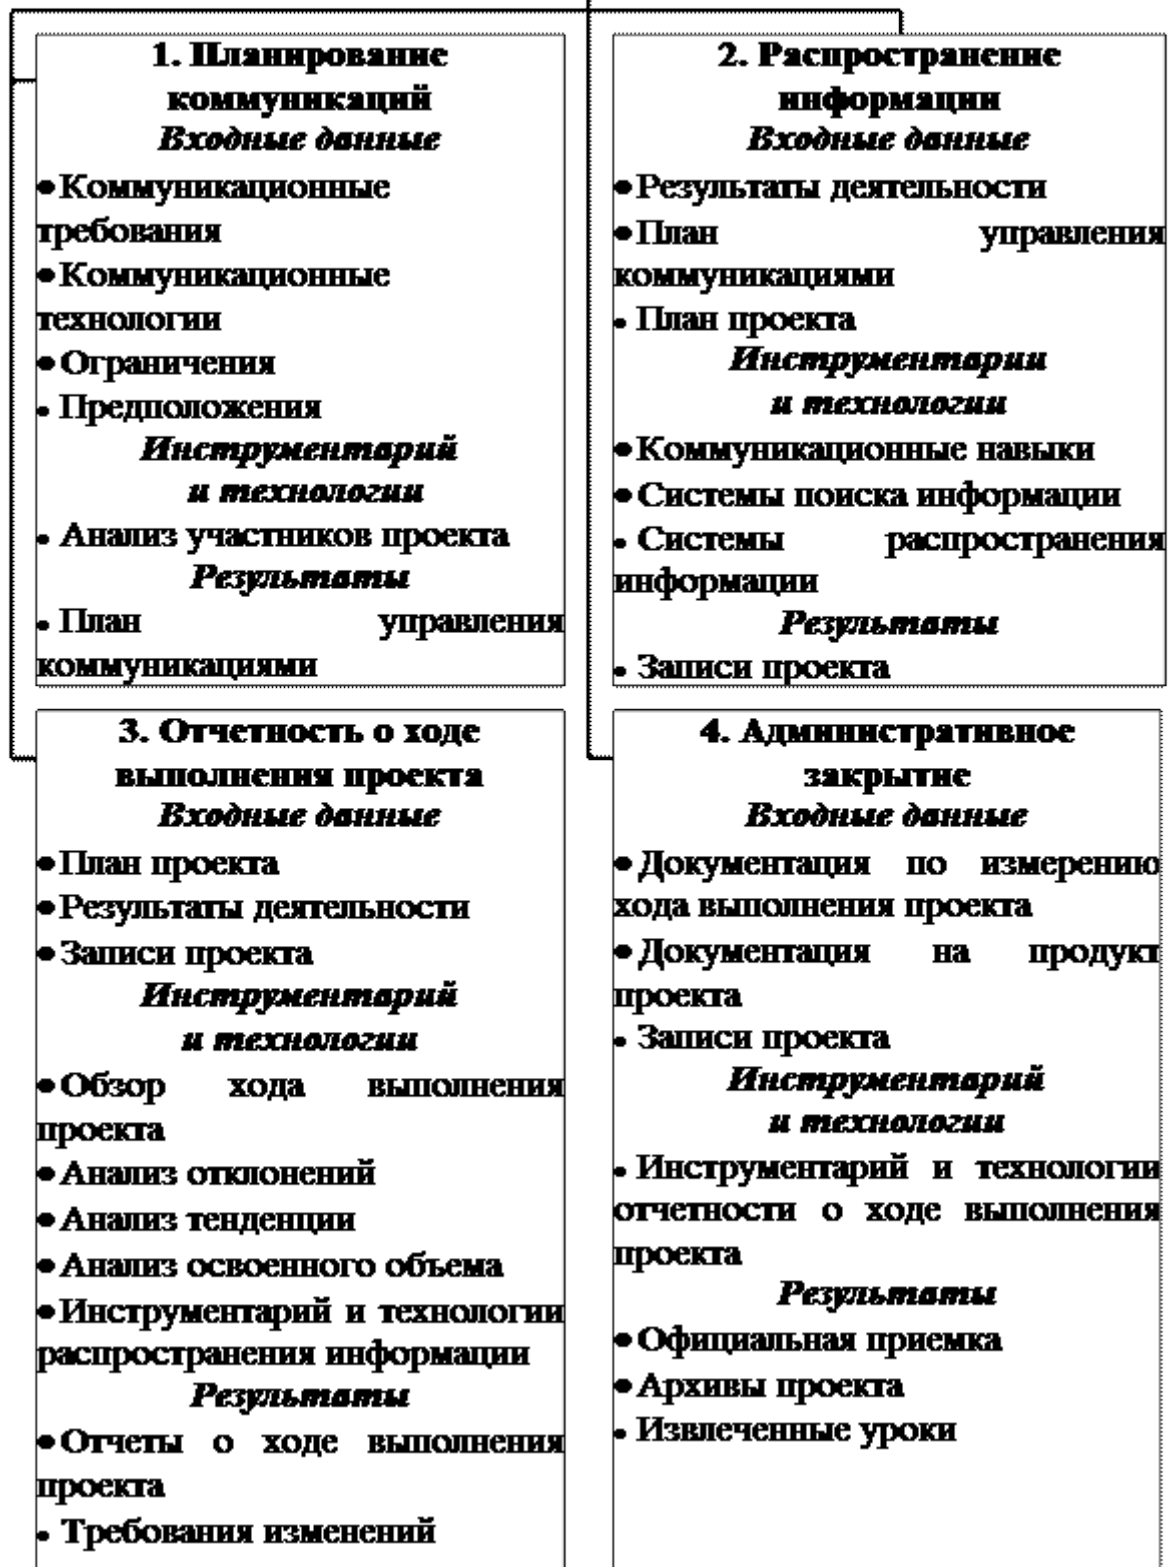 1. Планирование
коммуникаций
Входные данные
•Коммуникационные
требования
•Коммуникационные
технологии
•Ограничения
• Предположения
Инструментарий
и технологии
• Анализ участников проекта
Результаты
• План управления
коммуникациями
2. Распространение
информации
Входные данные
•Результаты деятельности
•План управления
коммуникациями
• План проекта
Инструментарии
и технологии
•Коммуникационные навыки
•Системы поиска информации
• Системы распространения
информации
Результаты
• Записи проекта
3. Отчетность о ходе
выполнения проекта
Входные данные
•План проекта
•Результаты деятельности
•Записи проекта
Инструментарий
и технологии
•Обзор хода выполнения
проекта
•Анализ отклонений
•Анализ тенденции
•Анализ освоенного объема
•Инструментарий и технологии
распространения информации
Результаты
•Отчеты о ходе выполнения
проекта
• Требования изменений
4. Административное
закрытие
Входные данные
•Документация по измерению
хода выполнения проекта
•Документация на продукт
проекта
• Записи проекта
Инструментарий
и технологии
• Инструментарий и технологии
отчетности о ходе выполнения
проекта
Результаты
•Официальная приемка
•Архивы проекта
• Извлеченные уроки